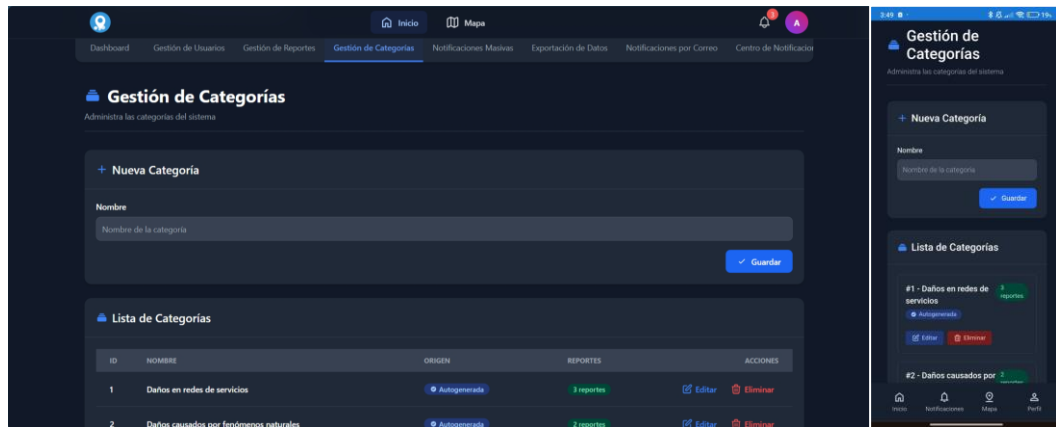 Inicio Mapa 3 A
Dashboard Gestión de Usuarios Gestión de Reportes Gestión de Categorías Notificaciones Masivas Exportación de Datos Notificaciones por Correo Centro de Notificacion
Gestión de Categorías
Administra las categorías del sistema
+ Nueva Categoría
Nombre
Nombre de la categoría
Guardar
Lista de Categorías
ID NOMBRE ORIGEN REPORTES ACCIONES
1 Daños en redes de servicios Autogenerada 3 reportes Editar Eliminar
2 Daños causados por fenómenos naturales Autogenerada 2 reportes Editar Eliminar
3:49
Gestión de
Categorías
Administra las categorías del sistema
+ Nueva Categoría
Nombre
Nombre de la categoría
Guardar
Lista de Categorías
#1 - Daños en redes de
servicios
3
reportes
Autogenerada
Editar Eliminar
#2 - Daños causados por
2
reportes
Inicio Notificaciones Mapa Perfil